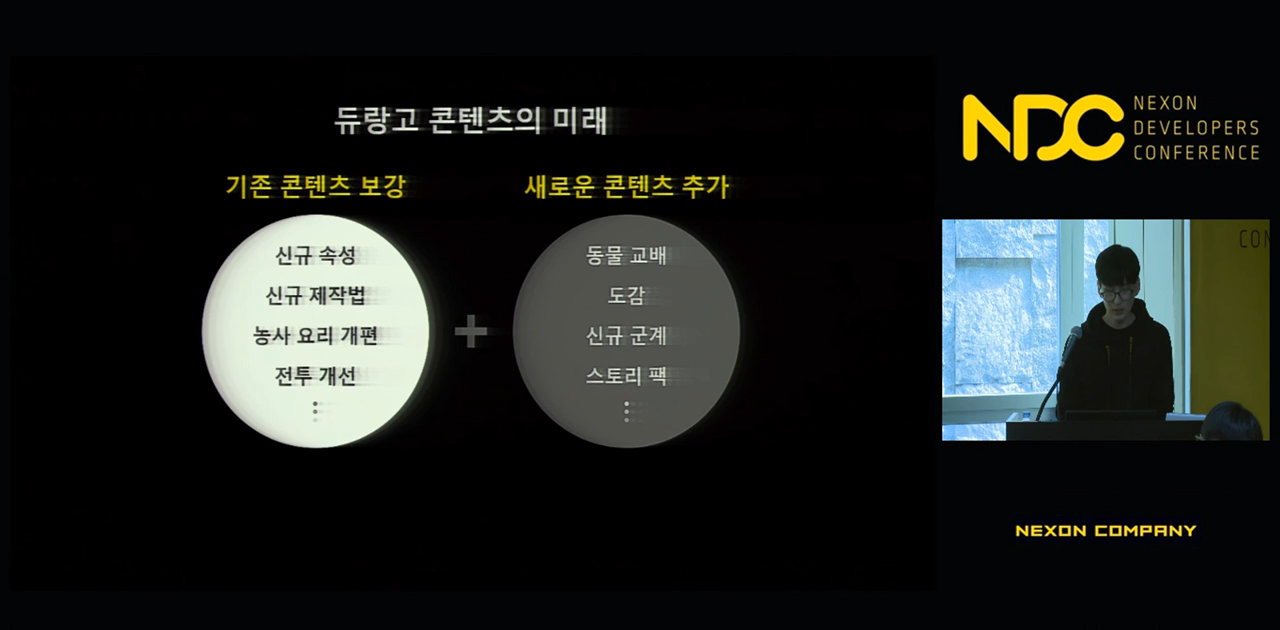 듀랑고 콘텐츠의 미래
기존 콘텐츠 보강
신규 속성
신규 제작법
농사 요리 개편
전투 개선
+
새로운 콘텐츠 추가
동물 교배
도감
신규 군계
스토리 팩
NDC
NEXON
DEVELOPERS
CONFERENCE
CON
NEXON COMPANY